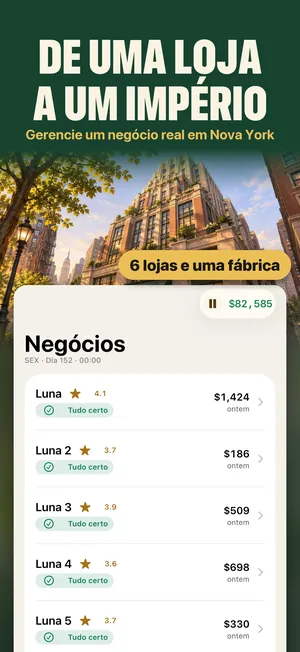 DE UMA LOJA
A UM IMPÉRIO
Gerencie um negócio real em Nova York
6 lojas e uma fábrica
$82,585
Negócios
SEX · Dia 152 · 00:00
Luna 4.1 $1,424
Tudo certo ontem
Luna 2 3.7 $186
Tudo certo ontem
Luna 3 3.9 $509
Tudo certo ontem
Luna 4 3.6 $698
Tudo certo ontem
Luna 5 3.7 $330
Tudo certo ontem